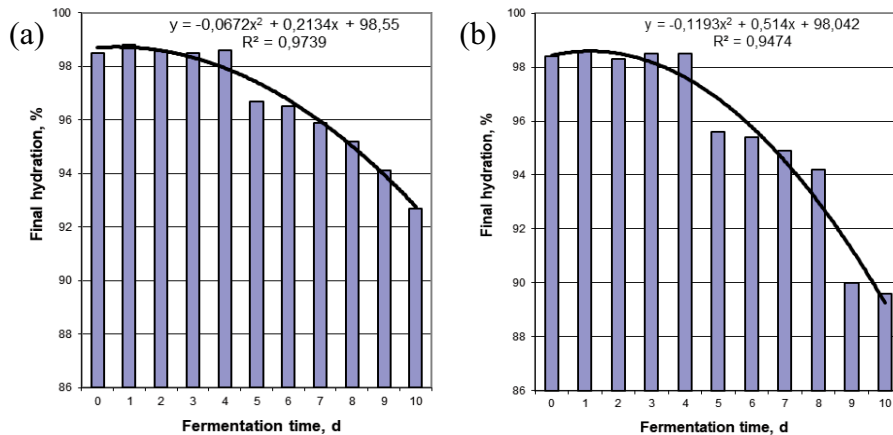 (a)
y = -0,0672x² + 0,2134x + 98,55
R² = 0,9739
100
98
96
94
92
90
88
86
Final hydration, %
0 1 2 3 4 5 6 7 8 9 10
Fermentation time, d
(b)
y = -0,1193x² + 0,514x + 98,042
R² = 0,9474
100
98
96
94
92
90
88
86
Final hydration, %
0 1 2 3 4 5 6 7 8 9 10
Fermentation time, d